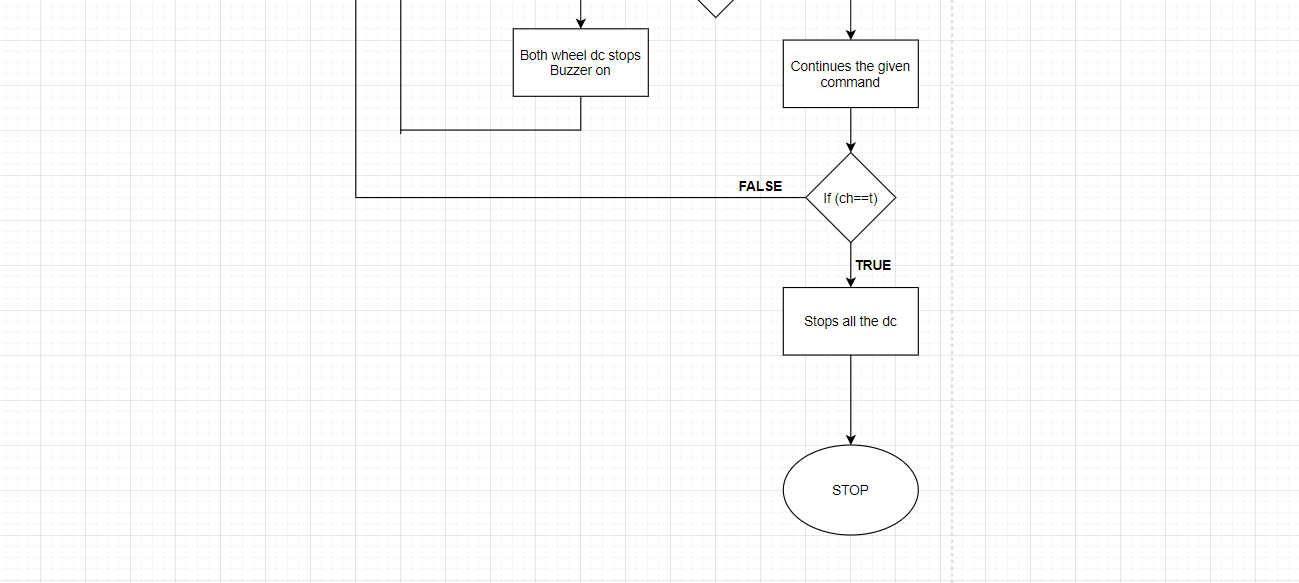 Both wheel dc stops
Buzzer on
Continues the given
command
FALSE
If (ch==t)
TRUE
Stops all the dc
STOP